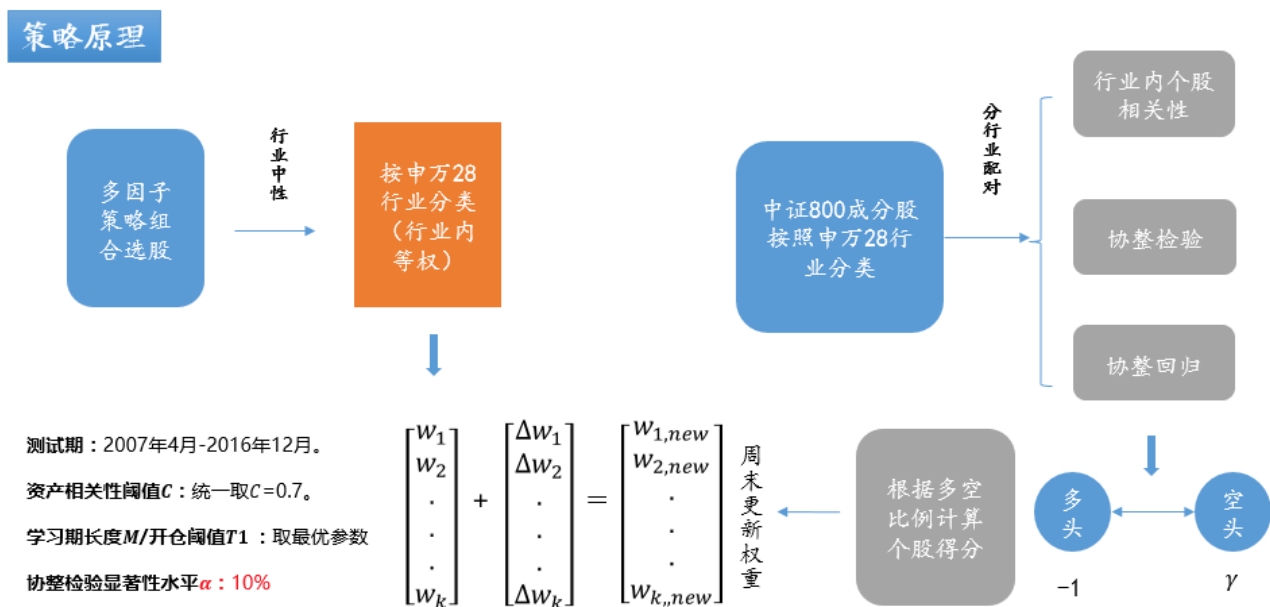 策略原理
多因子
策略组
合选股
行业中性
按申万28
行业分类
（行业内
等权）
中证800成分股
按照申万28行
业分类
分行业配对
行业内个股
相关性
协整检验
协整回归
测试期：2007年4月-2016年12月。
资产相关性阈值C：统一取C=0.7。
学习期长度M/开仓阈值T1：取最优参数
协整检验显著性水平α：10%
w₁
w₂
.
.
.
wₖ
+
Δw₁
Δw₂
.
.
.
Δwₖ
=
w₁,new
w₂,new
.
.
.
wₖ,,new
周末更新权重
根据多空
比例计算
个股得分
多头
空头
−1
γ